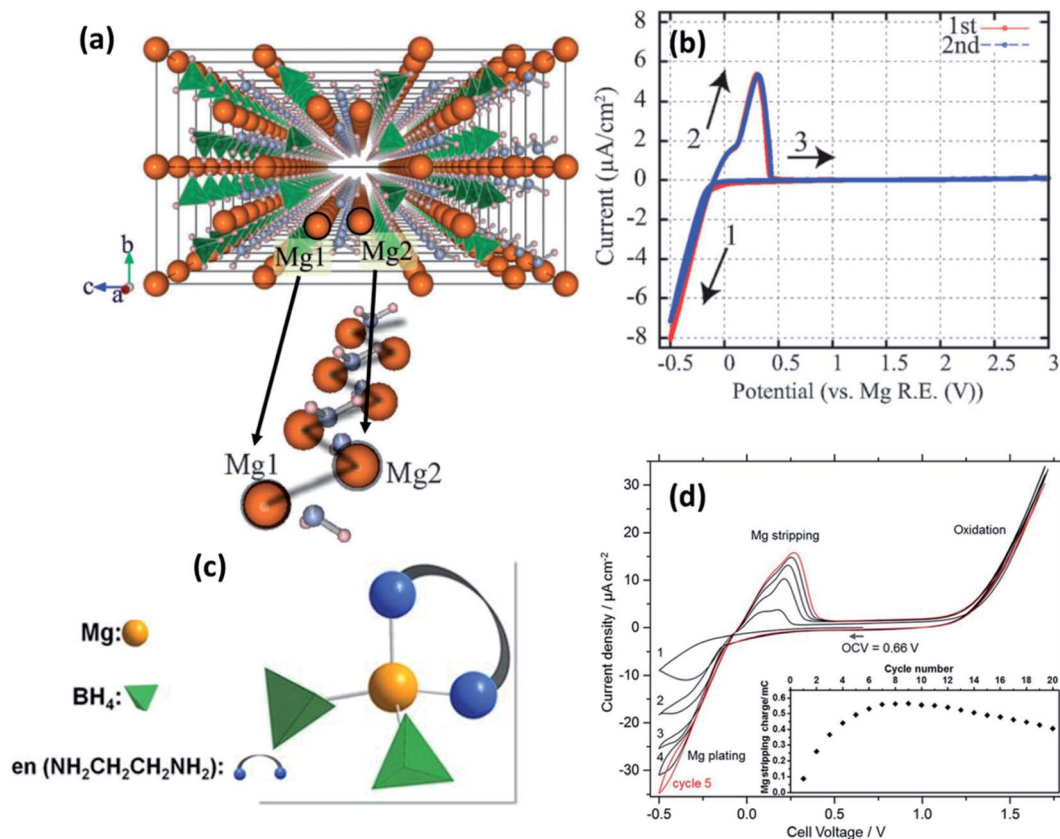 (a)
b
c
a
Mg1
Mg2
Mg1
Mg2
(b)
1st
2nd
8
6
4
2
0
-2
-4
-6
-8
Current (μA/cm²)
1
2
3
-0.5 0 0.5 1 1.5 2 2.5 3
Potential (vs. Mg R.E. (V))
(c)
Mg:
BH₄:
en (NH₂CH₂CH₂NH₂):
(d)
30
20
10
0
-10
-20
-30
Current density / μA cm⁻²
Mg stripping
Oxidation
OCV = 0.66 V
1
2
3
4
cycle 5
Mg plating
Cycle number
0 2 4 6 8 10 12 14 16 18 20
0.6
0.5
0.4
0.3
0.2
0.1
0.0
Mg stripping charge/mC
-0.5 0.0 0.5 1.0 1.5
Cell Voltage / V